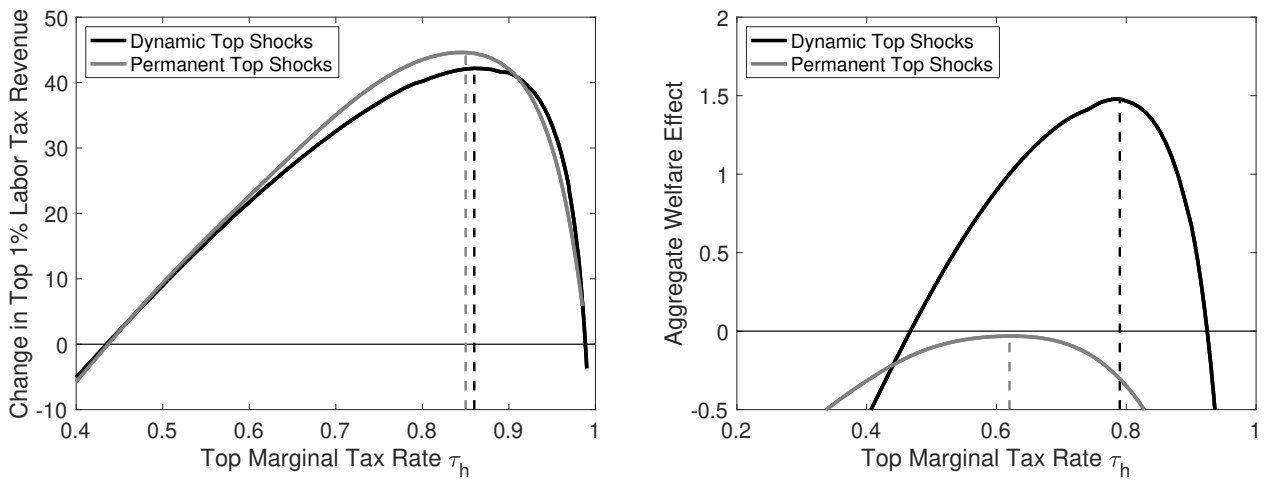 Dynamic Top Shocks
Permanent Top Shocks
Change in Top 1% Labor Tax Revenue
50
40
30
20
10
0
-10
0.4 0.5 0.6 0.7 0.8 0.9 1
Top Marginal Tax Rate τh
Dynamic Top Shocks
Permanent Top Shocks
Aggregate Welfare Effect
2
1.5
1
0.5
0
-0.5
0.2 0.4 0.6 0.8 1
Top Marginal Tax Rate τh